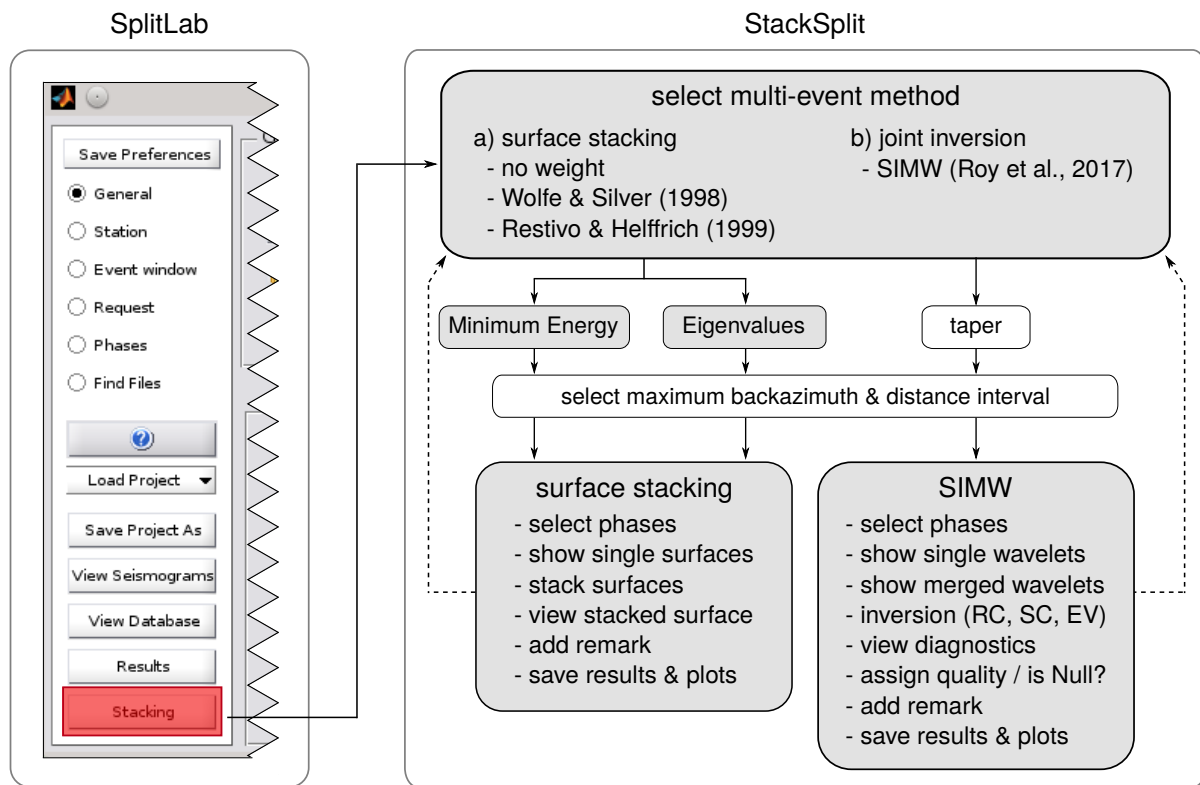 SplitLab
Save Preferences
General
Station
Event window
Request
Phases
Find Files
?
Load Project
Save Project As
View Seismograms
View Database
Results
Stacking
StackSplit
select multi-event method
a) surface stacking
- no weight
- Wolfe & Silver (1998)
- Restivo & Helffrich (1999)
b) joint inversion
- SIMW (Roy et al., 2017)
Minimum Energy
Eigenvalues
taper
select maximum backazimuth & distance interval
surface stacking
- select phases
- show single surfaces
- stack surfaces
- view stacked surface
- add remark
- save results & plots
SIMW
- select phases
- show single wavelets
- show merged wavelets
- inversion (RC, SC, EV)
- view diagnostics
- assign quality / is Null?
- add remark
- save results & plots